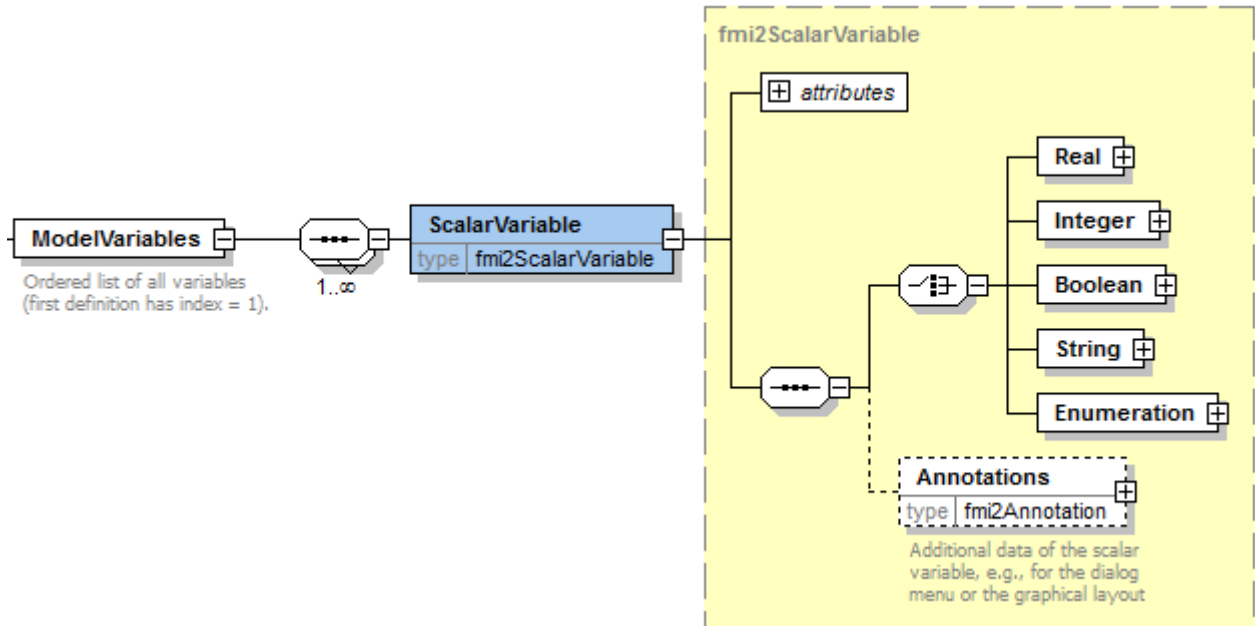 fmi2ScalarVariable
attributes
Real
Integer
ModelVariables
Ordered list of all variables
(first definition has index = 1).
1..∞
ScalarVariable
type fmi2ScalarVariable
Boolean
String
Enumeration
Annotations
type fmi2Annotation
Additional data of the scalar
variable, e.g., for the dialog
menu or the graphical layout